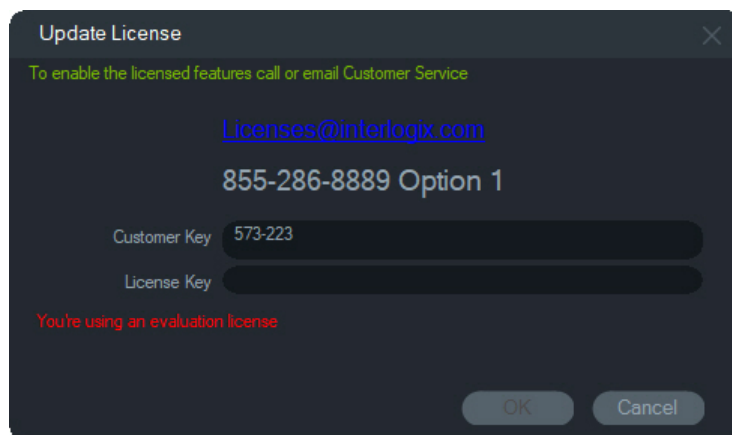 Update License
To enable the licensed features call or email Customer Service
Licenses@interlogix.com
855-286-8889 Option 1
Customer Key 573-223
License Key
You're using an evaluation license
OK Cancel